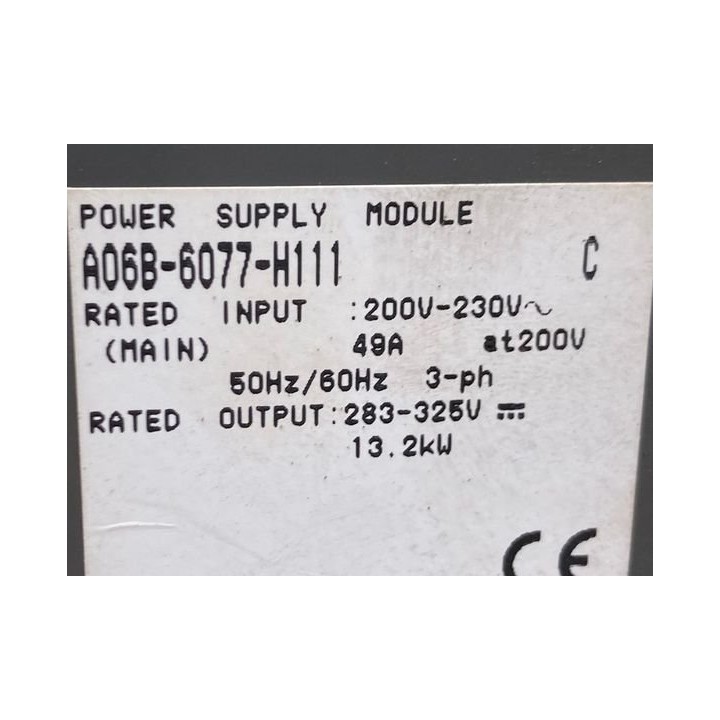 POWER SUPPLY MODULE
A06B-6077-H111 C
RATED INPUT :200V-230V~
(MAIN) 49A at200V
50Hz/60Hz 3-ph
RATED OUTPUT:283-325V ⎓
13.2kW
CE